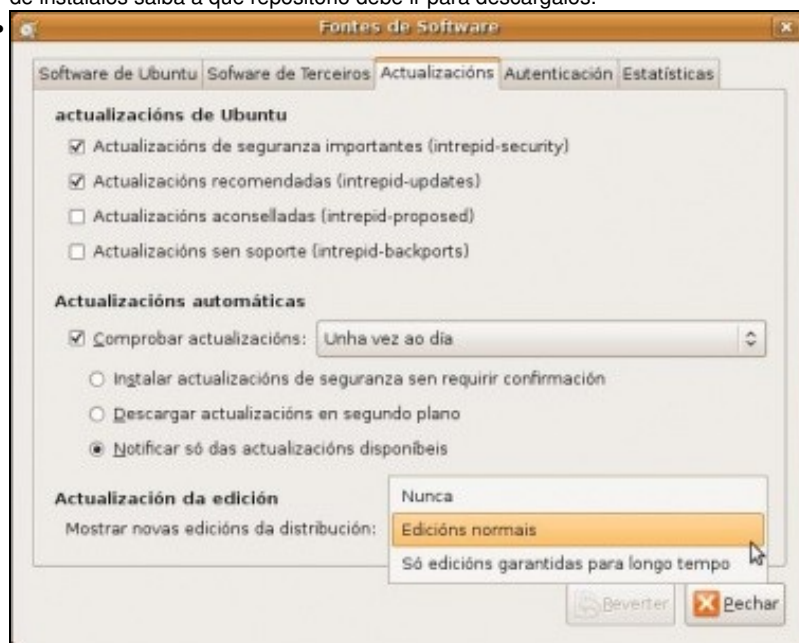 de instalalos saiba a que repositorio debe ir para descargalos.
Fontes de Software
Software de Ubuntu Sofware de Terceiros Actualizacións Autenticación Estatísticas
actualizacións de Ubuntu
Actualizacións de seguranza importantes (intrepid-security)
Actualizacións recomendadas (intrepid-updates)
Actualizacións aconselladas (intrepid-proposed)
Actualizacións sen soporte (intrepid-backports)
Actualizacións automáticas
Comprobar actualizacións: Unha vez ao día
Instalar actualizacións de seguranza sen requirir confirmación
Descargar actualizacións en segundo plano
Notificar só das actualizacións dispoñíbeis
Actualización da edición
Nunca
Mostrar novas edicións da distribución: Edicións normais
Só edicións garantidas para longo tempo
Reverter Pechar